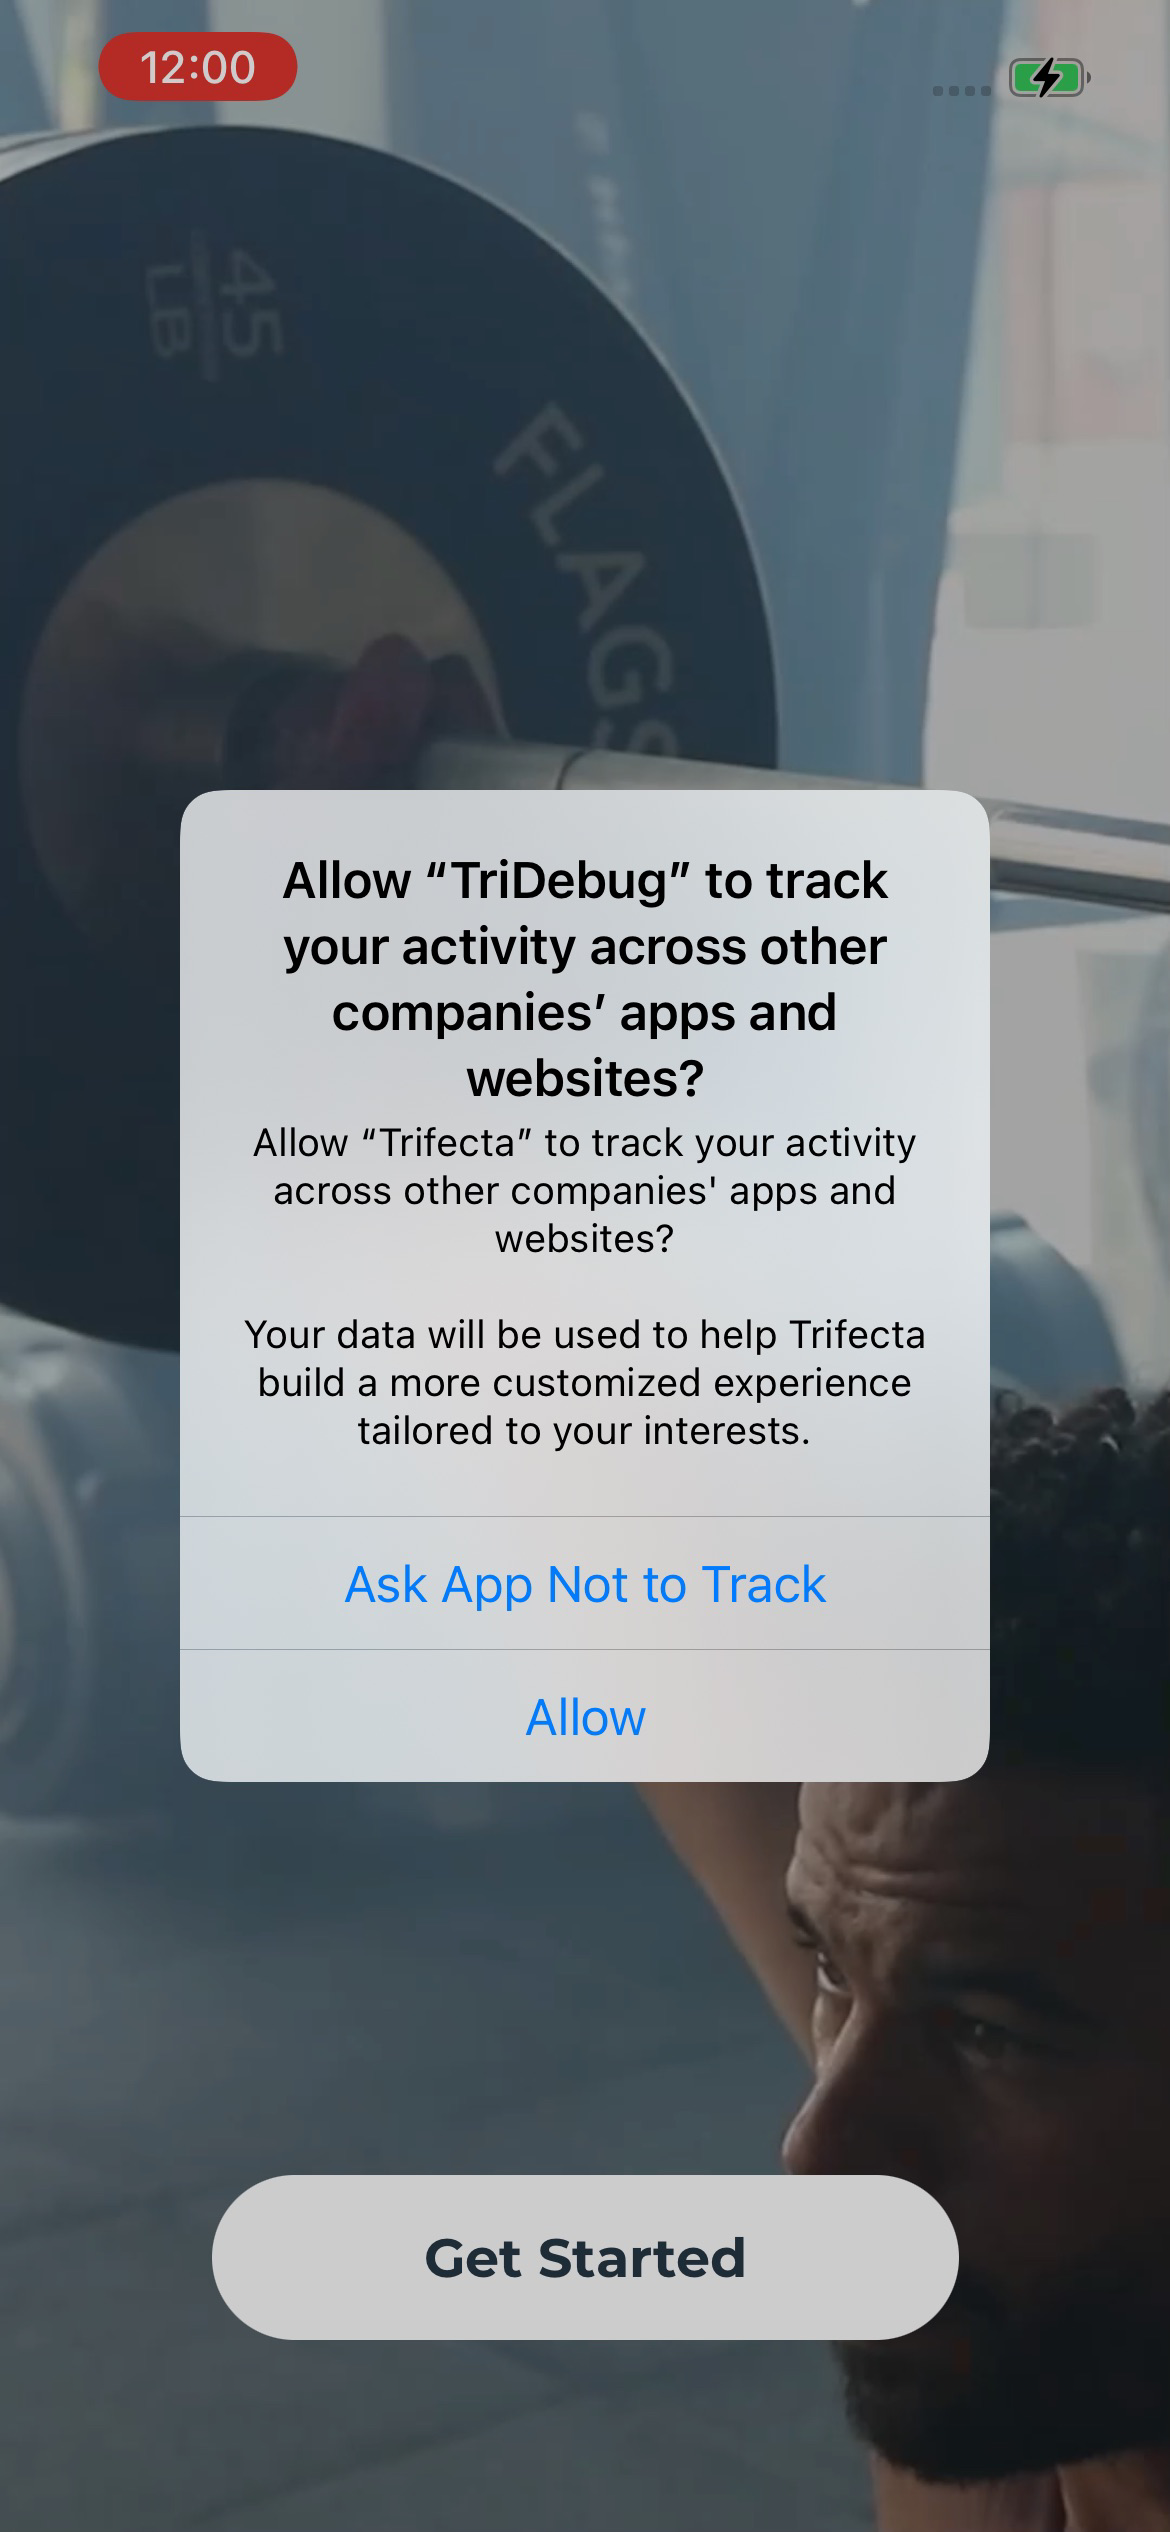 12:00
45
LB
FLAGS
Allow “TriDebug” to track
your activity across other
companies’ apps and
websites?
Allow “Trifecta” to track your activity
across other companies' apps and
websites?
Your data will be used to help Trifecta
build a more customized experience
tailored to your interests.
Ask App Not to Track
Allow
Get Started